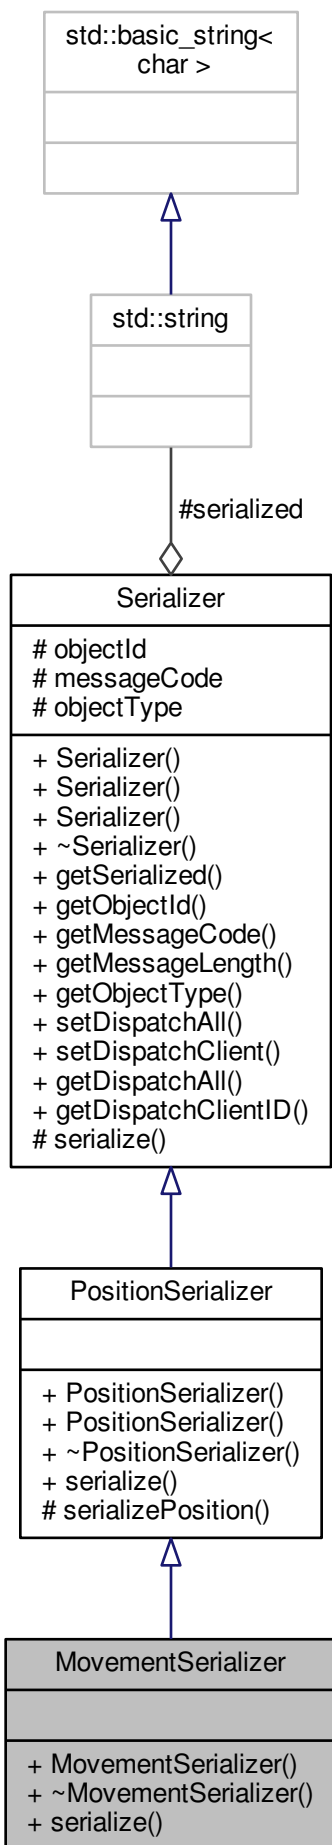 std::basic_string<
char >
std::string
#serialized
Serializer
# objectId
# messageCode
# objectType
+ Serializer()
+ Serializer()
+ Serializer()
+ ~Serializer()
+ getSerialized()
+ getObjectId()
+ getMessageCode()
+ getMessageLength()
+ getObjectType()
+ setDispatchAll()
+ setDispatchClient()
+ getDispatchAll()
+ getDispatchClientID()
# serialize()
PositionSerializer
+ PositionSerializer()
+ PositionSerializer()
+ ~PositionSerializer()
+ serialize()
# serializePosition()
MovementSerializer
+ MovementSerializer()
+ ~MovementSerializer()
+ serialize()